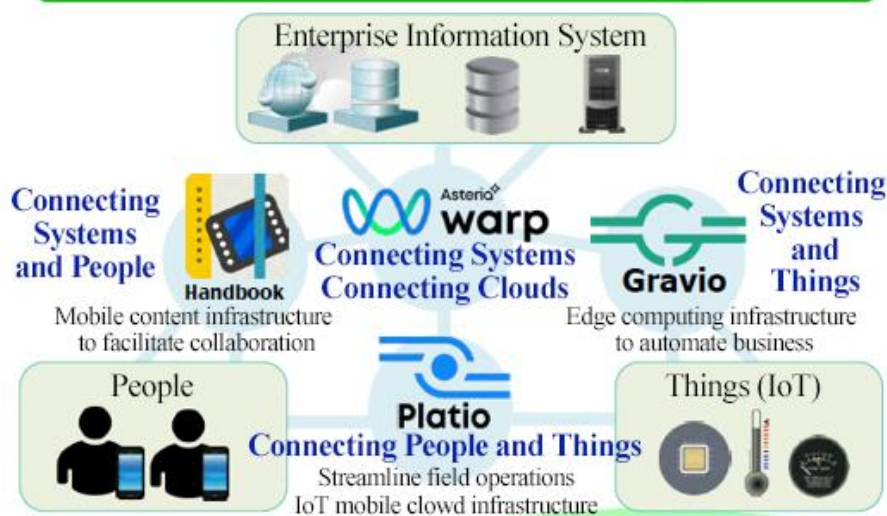 Enterprise Information System
Connecting
Systems
and People
Handbook
Mobile content infrastructure
to facilitate collaboration
Asteria
warp
Connecting Systems
Connecting Clouds
Gravio
Connecting
Systems
and
Things
Edge computing infrastructure
to automate business
People
Platio
Connecting People and Things
Streamline field operations
IoT mobile clowd infrastructure
Things (IoT)